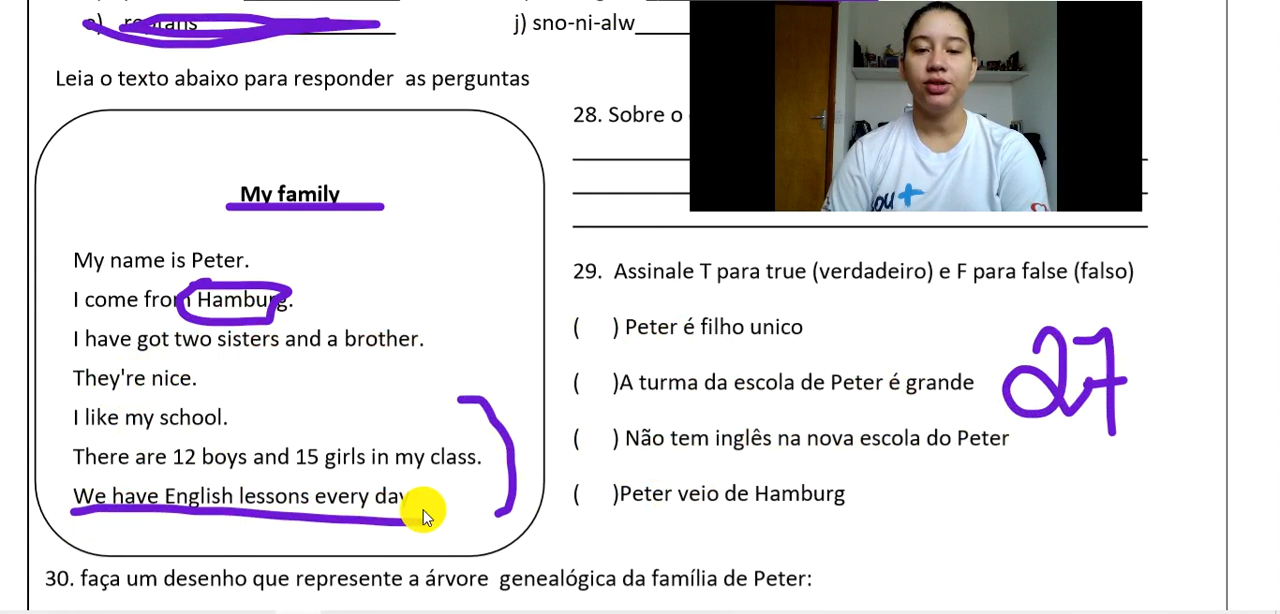 j) sno-ni-alw
Leia o texto abaixo para responder as perguntas
My family
My name is Peter.
I come from Hamburg.
I have got two sisters and a brother.
They're nice.
I like my school.
There are 12 boys and 15 girls in my class.
We have English lessons every day
28. Sobre o
ou+
29. Assinale T para true (verdadeiro) e F para false (falso)
( ) Peter é filho unico
( )A turma da escola de Peter é grande
( ) Não tem inglês na nova escola do Peter
( )Peter veio de Hamburg
27
30. faça um desenho que represente a árvore genealógica da família de Peter: